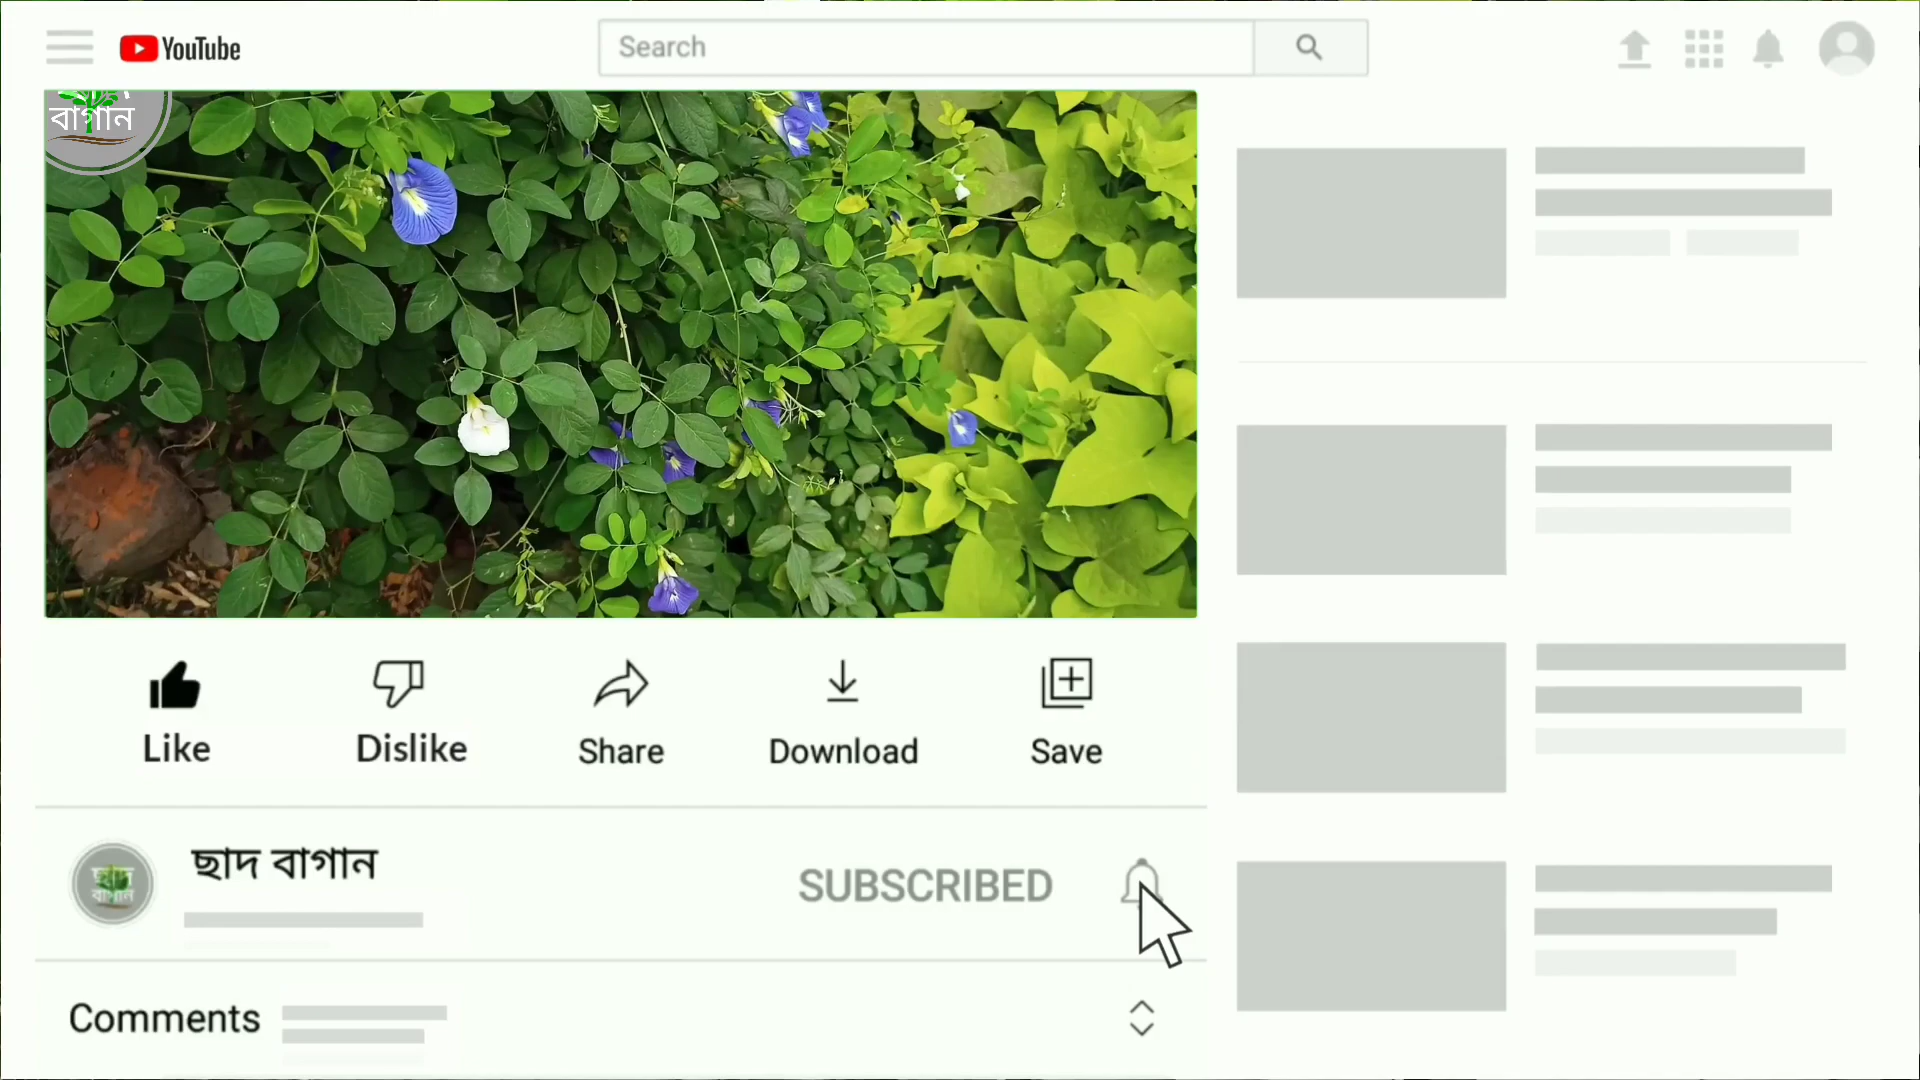 YouTube
Search
বাগান
Like
Dislike
Share
Download
Save
ছাদ বাগান
SUBSCRIBED
ছাদ
বাগান
Comments